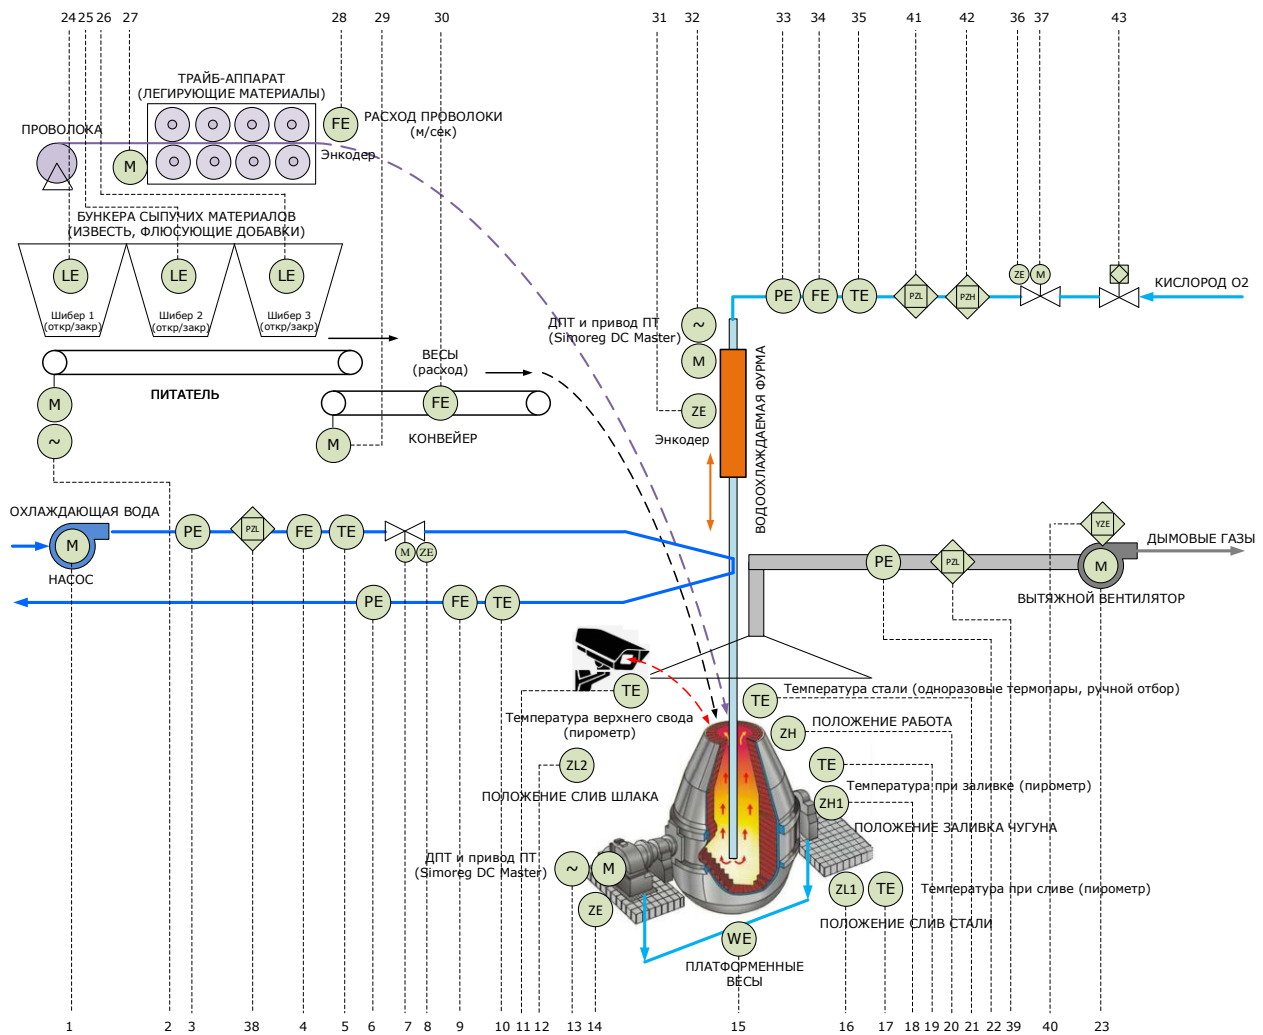 24 25 26 27 28 29 30 31 32 33 34 35 41 42 36 37 43
ТРАЙБ-АППАРАТ
(ЛЕГИРУЮЩИЕ МАТЕРИАЛЫ)
ПРОВОЛОКА
M
FE
РАСХОД ПРОВОЛОКИ
(м/сек)
Энкодер
БУНКЕРА СЫПУЧИХ МАТЕРИАЛОВ
(ИЗВЕСТЬ, ФЛЮСУЮЩИЕ ДОБАВКИ)
LE LE LE
Шибер 1
(откр/закр)
Шибер 2
(откр/закр)
Шибер 3
(откр/закр)
ПИТАТЕЛЬ
M
~
ВЕСЫ
(расход)
FE
M
КОНВЕЙЕР
ДПТ и привод ПТ
(Simoreg DC Master)
~
M
ZE
Энкодер
ВОДООХЛАЖДАЕМАЯ ФУРМА
PE FE TE PZL PZH ZE M
КИСЛОРОД O2
ОХЛАЖДАЮЩАЯ ВОДА
M
НАСОС
PE PZL FE TE
M ZE
PE FE TE
PE PZL YZE
M
ДЫМОВЫЕ ГАЗЫ
ВЫТЯЖНОЙ ВЕНТИЛЯТОР
TE
Температура верхнего свода
(пирометр)
TE
Температура стали (одноразовые термопары, ручной отбор)
ZH
ПОЛОЖЕНИЕ РАБОТА
ZL2
ПОЛОЖЕНИЕ СЛИВ ШЛАКА
TE
Температура при заливке (пирометр)
ZH1
ПОЛОЖЕНИЕ ЗАЛИВКА ЧУГУНА
ДПТ и привод ПТ
(Simoreg DC Master)
~ M
ZE
ZL1 TE
Температура при сливе (пирометр)
ПОЛОЖЕНИЕ СЛИВ СТАЛИ
WE
ПЛАТФОРМЕННЫЕ
ВЕСЫ
1 2 3 38 4 5 6 7 8 9 10 11 12 13 14 15 16 17 18 19 20 21 22 39 40 23